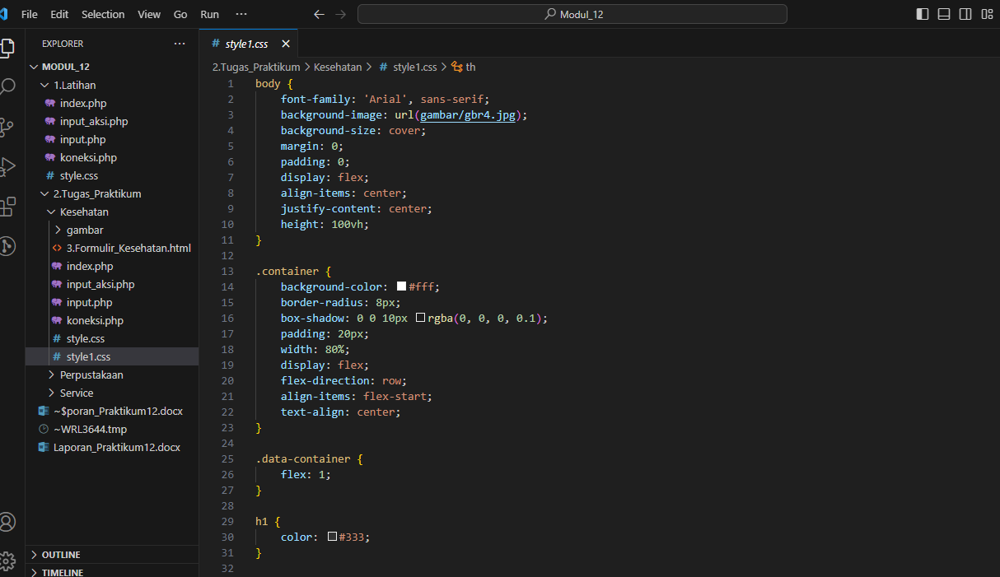 File Edit Selection View Go Run ··· Modul_12
EXPLORER ···
MODUL_12
1.Latihan
index.php
input_aksi.php
input.php
koneksi.php
# style.css
2.Tugas_Praktikum
Kesehatan
gambar
<> 3.Formulir_Kesehatan.html
index.php
input_aksi.php
input.php
koneksi.php
# style.css
# style1.css
Perpustakaan
Service
~$poran_Praktikum12.docx
~WRL3644.tmp
Laporan_Praktikum12.docx
OUTLINE
TIMELINE
# style1.css
2.Tugas_Praktikum > Kesehatan > # style1.css > th
1 body {
2 font-family: 'Arial', sans-serif;
3 background-image: url(gambar/gbr4.jpg);
4 background-size: cover;
5 margin: 0;
6 padding: 0;
7 display: flex;
8 align-items: center;
9 justify-content: center;
10 height: 100vh;
11 }
12
13 .container {
14 background-color: #fff;
15 border-radius: 8px;
16 box-shadow: 0 0 10px rgba(0, 0, 0, 0.1);
17 padding: 20px;
18 width: 80%;
19 display: flex;
20 flex-direction: row;
21 align-items: flex-start;
22 text-align: center;
23 }
24
25 .data-container {
26 flex: 1;
27 }
28
29 h1 {
30 color: #333;
31 }
32